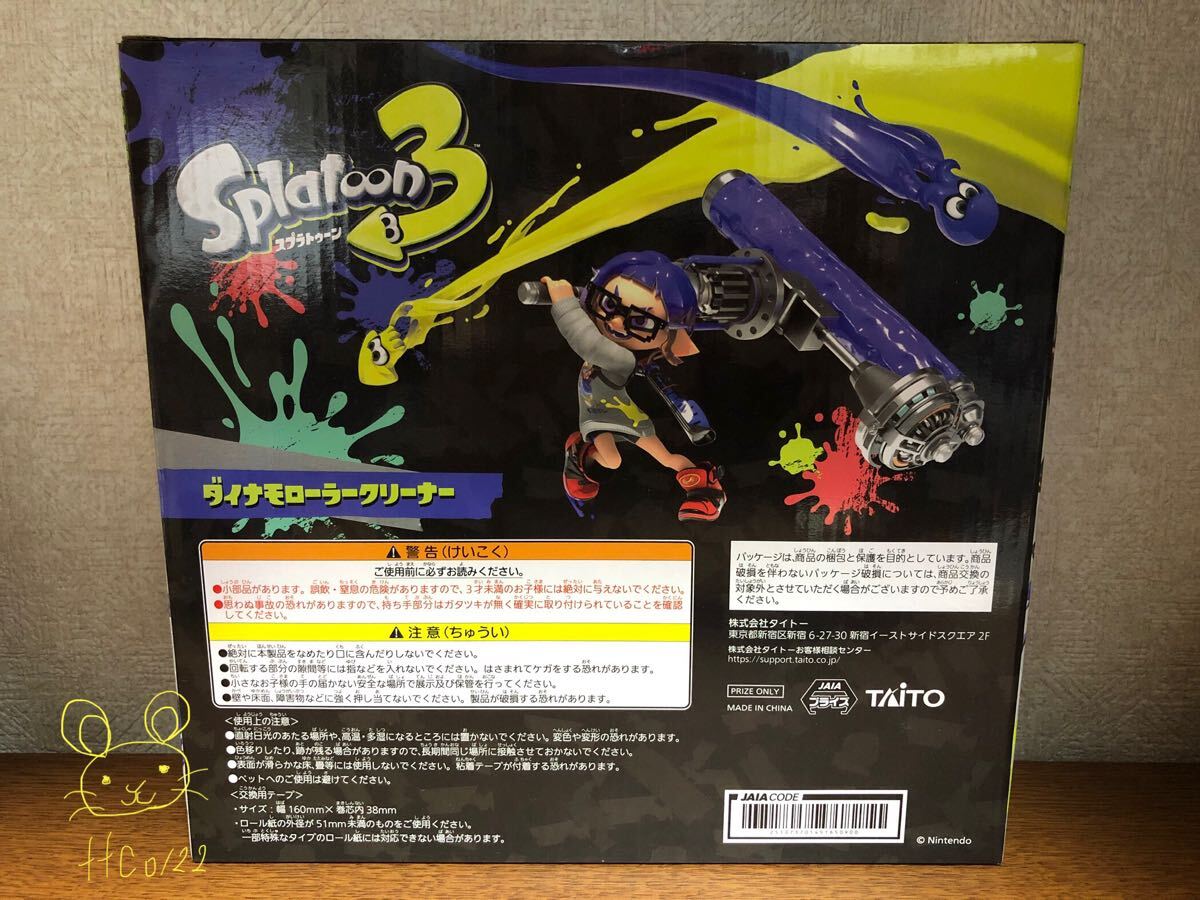 Splatoon 3
スプラトゥーン
ダイナモローラークリーナー
警告(けいこく)
ご使用前に必ずお読みください。
●小部品があります。誤飲・窒息の危険がありますので、3才未満のお子様には絶対に与えないでください。
●思わぬ事故の恐れがありますので、持ち手部分はガタツキが無く確実に取り付けられていることを確認
してください。
注意(ちゅうい)
●絶対に本製品をなめたり口に含んだりしないでください。
●回転する部分の隙間等には指などを入れないでください。はさまれてケガをする恐れがあります。
●小さなお子様の手の届かない安全な場所で展示及び保管を行ってください。
●壁や床面、障害物などに強く押し当てないでください。製品が破損する恐れがあります。
<使用上の注意>
●直射日光のあたる場所や、高温・多湿になるところには置かないでください。変色や変形の恐れがあります。
●色移りしたり、跡が残る場合がありますので、長期間同じ場所に接触させておかないでください。
●表面が滑らかな床、畳等には使用しないでください。粘着テープが付着する恐れがあります。
●ペットへのご使用は避けてください。
<交換用テープ>
・サイズ:幅160mm×巻芯内38mm
・ロール紙の外径が51mm未満のものをご使用ください。
一部特殊なタイプのロール紙には対応できない場合があります。
パッケージは、商品の梱包と保護を目的としています。商品
破損を伴わないパッケージ破損については、商品交換の
対象外とさせていただく場合がございますので予めご了承
ください。
株式会社タイトー
東京都新宿区新宿6-27-30 新宿イーストサイドスクエア 2F
株式会社タイトーお客様相談センター
https://support.taito.co.jp/
PRIZE ONLY
MADE IN CHINA
JAIA
プライズ
TAITO
JAIA CODE
© Nintendo
HCO122